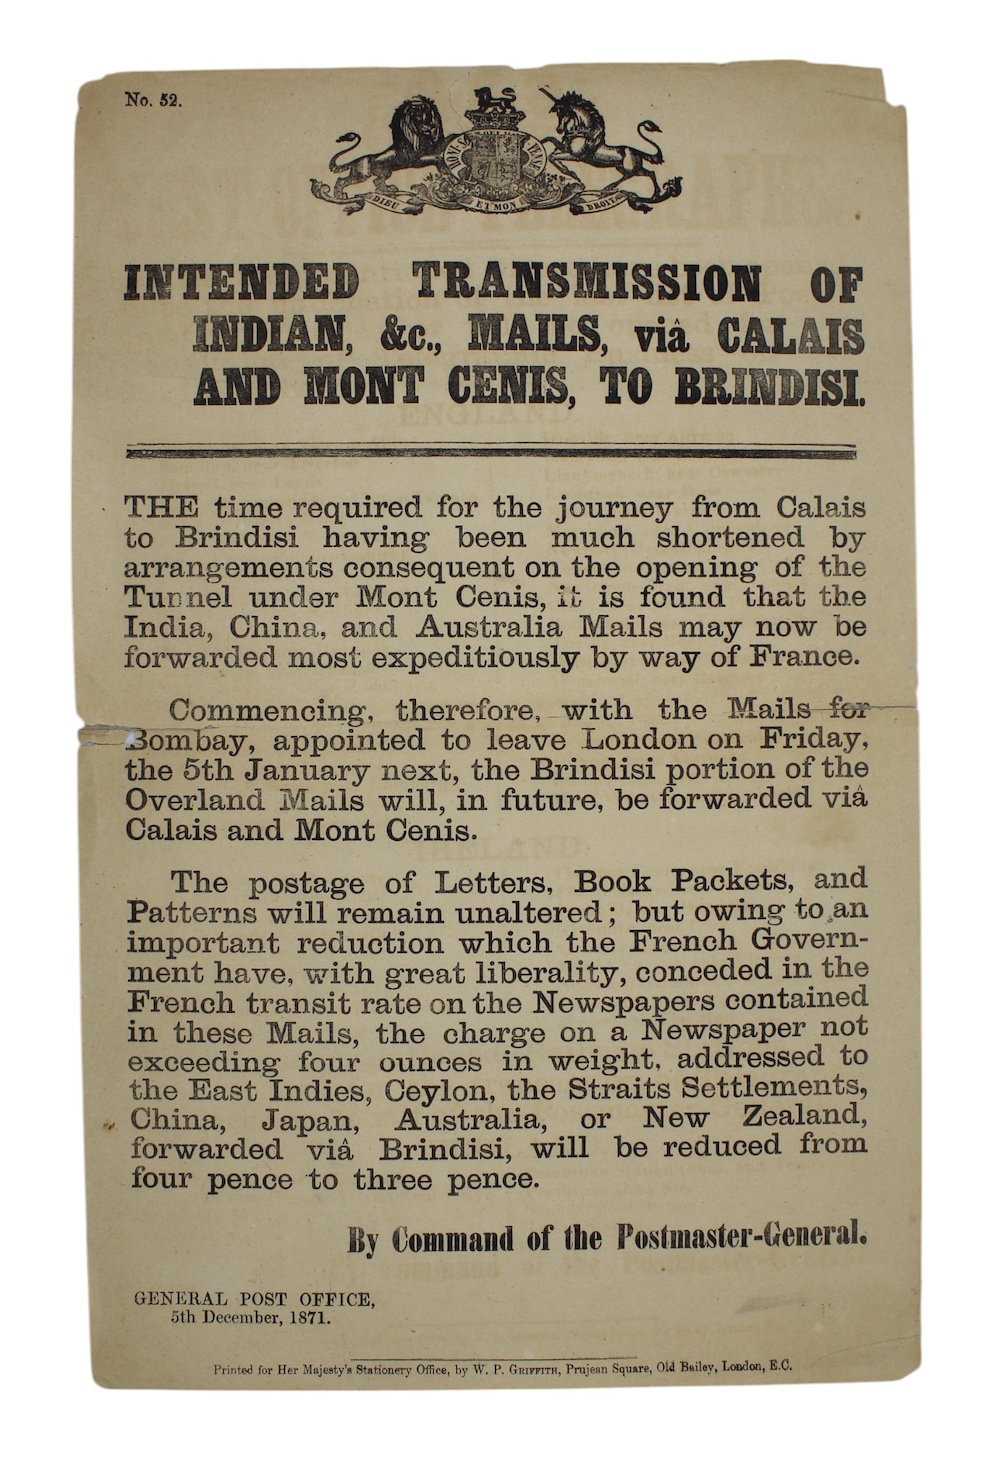 No. 52.
HONI SOI
PENSE
DIEU ET MON DROIT
INTENDED TRANSMISSION OF
INDIAN, &c., MAILS, viâ CALAIS
AND MONT CENIS, TO BRINDISI.
THE time required for the journey from Calais
to Brindisi having been much shortened by
arrangements consequent on the opening of the
Tunnel under Mont Cenis, it is found that the
India, China, and Australia Mails may now be
forwarded most expeditiously by way of France.
Commencing, therefore, with the Mails for
Bombay, appointed to leave London on Friday,
the 5th January next, the Brindisi portion of the
Overland Mails will, in future, be forwarded viâ
Calais and Mont Cenis.
The postage of Letters, Book Packets, and
Patterns will remain unaltered; but owing to an
important reduction which the French Govern-
ment have, with great liberality, conceded in the
French transit rate on the Newspapers contained
in these Mails, the charge on a Newspaper not
exceeding four ounces in weight, addressed to
the East Indies, Ceylon, the Straits Settlements,
China, Japan, Australia, or New Zealand,
forwarded viâ Brindisi, will be reduced from
four pence to three pence.
By Command of the Postmaster-General.
GENERAL POST OFFICE,
5th December, 1871.
Printed for Her Majesty's Stationery Office, by W. P. GRIFFITH, Prujean Square, Old Bailey, London, E.C.